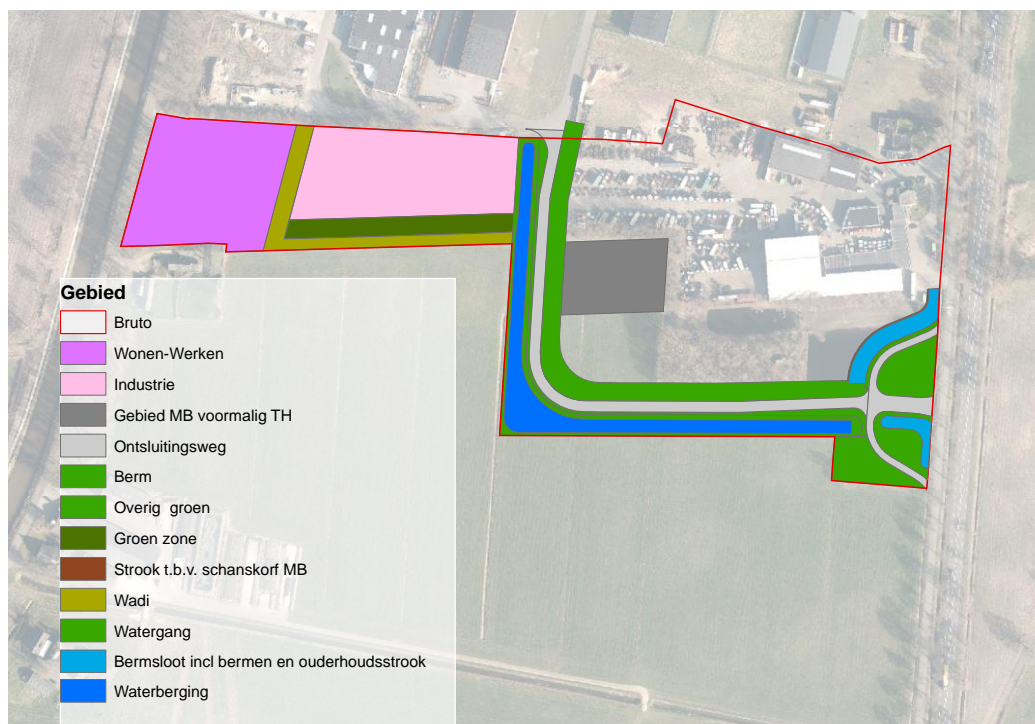 Gebied
Bruto
Wonen-Werken
Industrie
Gebied MB voormalig TH
Ontsluitingsweg
Berm
Overig groen
Groen zone
Strook t.b.v. schanskorf MB
Wadi
Watergang
Bermsloot incl bermen en ouderhoudsstrook
Waterberging